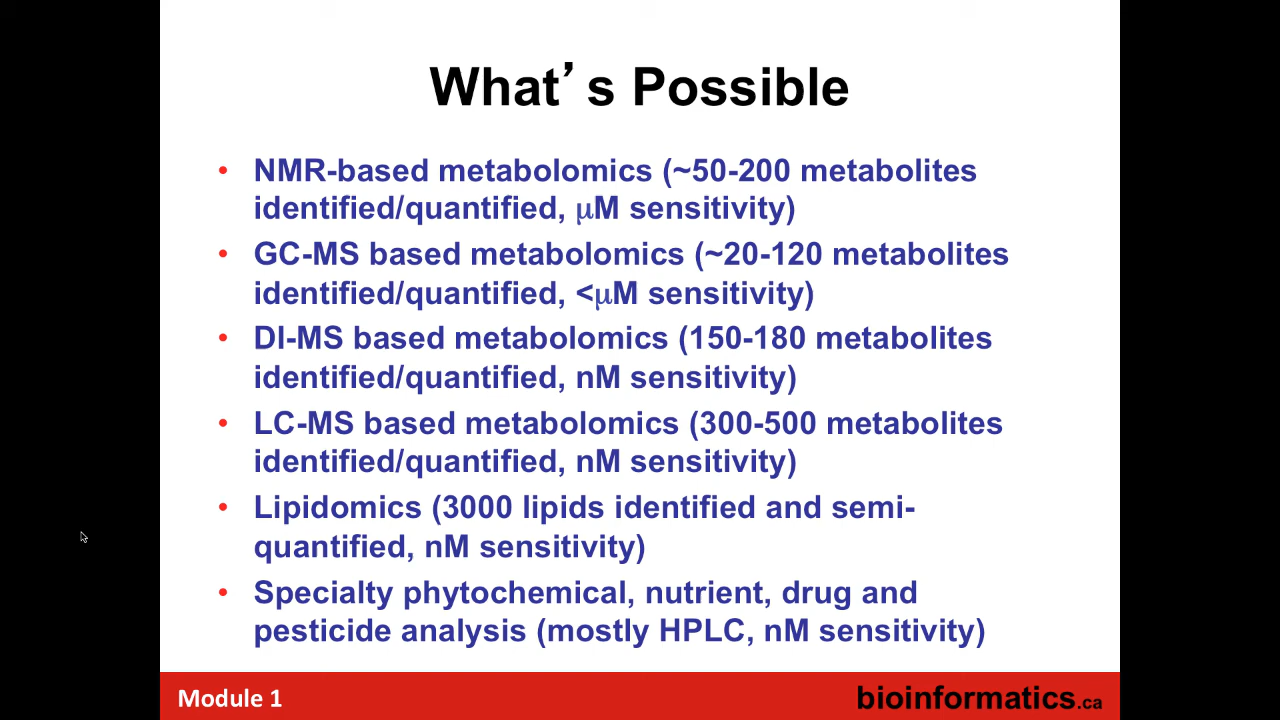 What's Possible
• NMR-based metabolomics (~50-200 metabolites
identified/quantified, μM sensitivity)
• GC-MS based metabolomics (~20-120 metabolites
identified/quantified, <μM sensitivity)
• DI-MS based metabolomics (150-180 metabolites
identified/quantified, nM sensitivity)
• LC-MS based metabolomics (300-500 metabolites
identified/quantified, nM sensitivity)
• Lipidomics (3000 lipids identified and semi-
quantified, nM sensitivity)
• Specialty phytochemical, nutrient, drug and
pesticide analysis (mostly HPLC, nM sensitivity)
Module 1
bioinformatics.ca